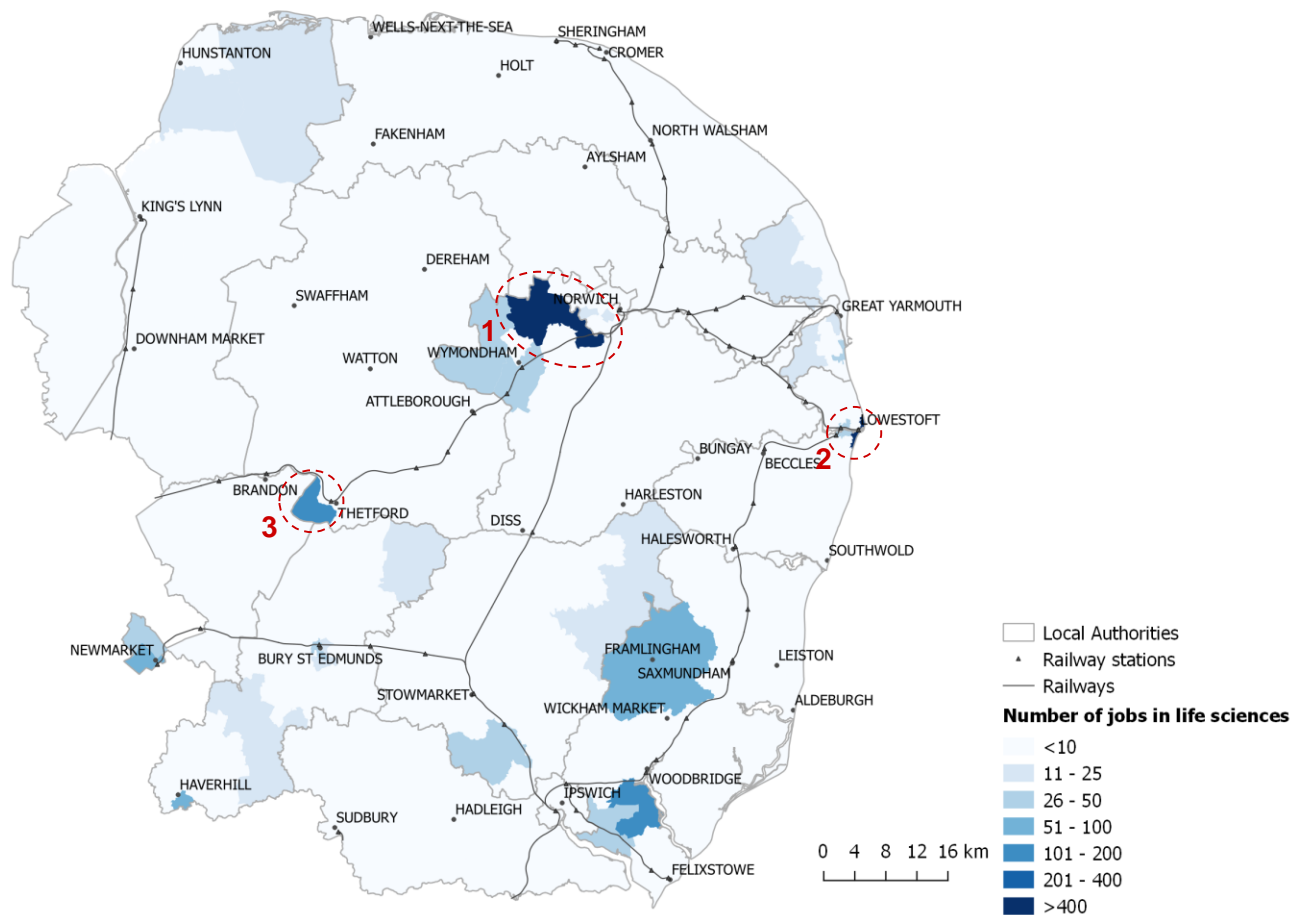 WELLS-NEXT-THE-SEA
SHERINGHAM
HUNSTANTON
CROMER
HOLT
FAKENHAM
NORTH WALSHAM
AYLSHAM
KING'S LYNN
DEREHAM
SWAFFHAM
NORWICH
GREAT YARMOUTH
1
DOWNHAM MARKET
WATTON
WYMONDHAM
ATTLEBOROUGH
LOWESTOFT
BUNGAY
2
BECCLES
BRANDON
HARLESTON
THETFORD
3
DISS
HALESWORTH
SOUTHWOLD
NEWMARKET
BURY ST EDMUNDS
FRAMLINGHAM
LEISTON
SAXMUNDHAM
STOWMARKET
ALDEBURGH
WICKHAM MARKET
HAVERHILL
WOODBRIDGE
IPSWICH
HADLEIGH
SUDBURY
FELIXSTOWE
0 4 8 12 16 km
Local Authorities
Railway stations
Railways
Number of jobs in life sciences
<10
11 - 25
26 - 50
51 - 100
101 - 200
201 - 400
>400